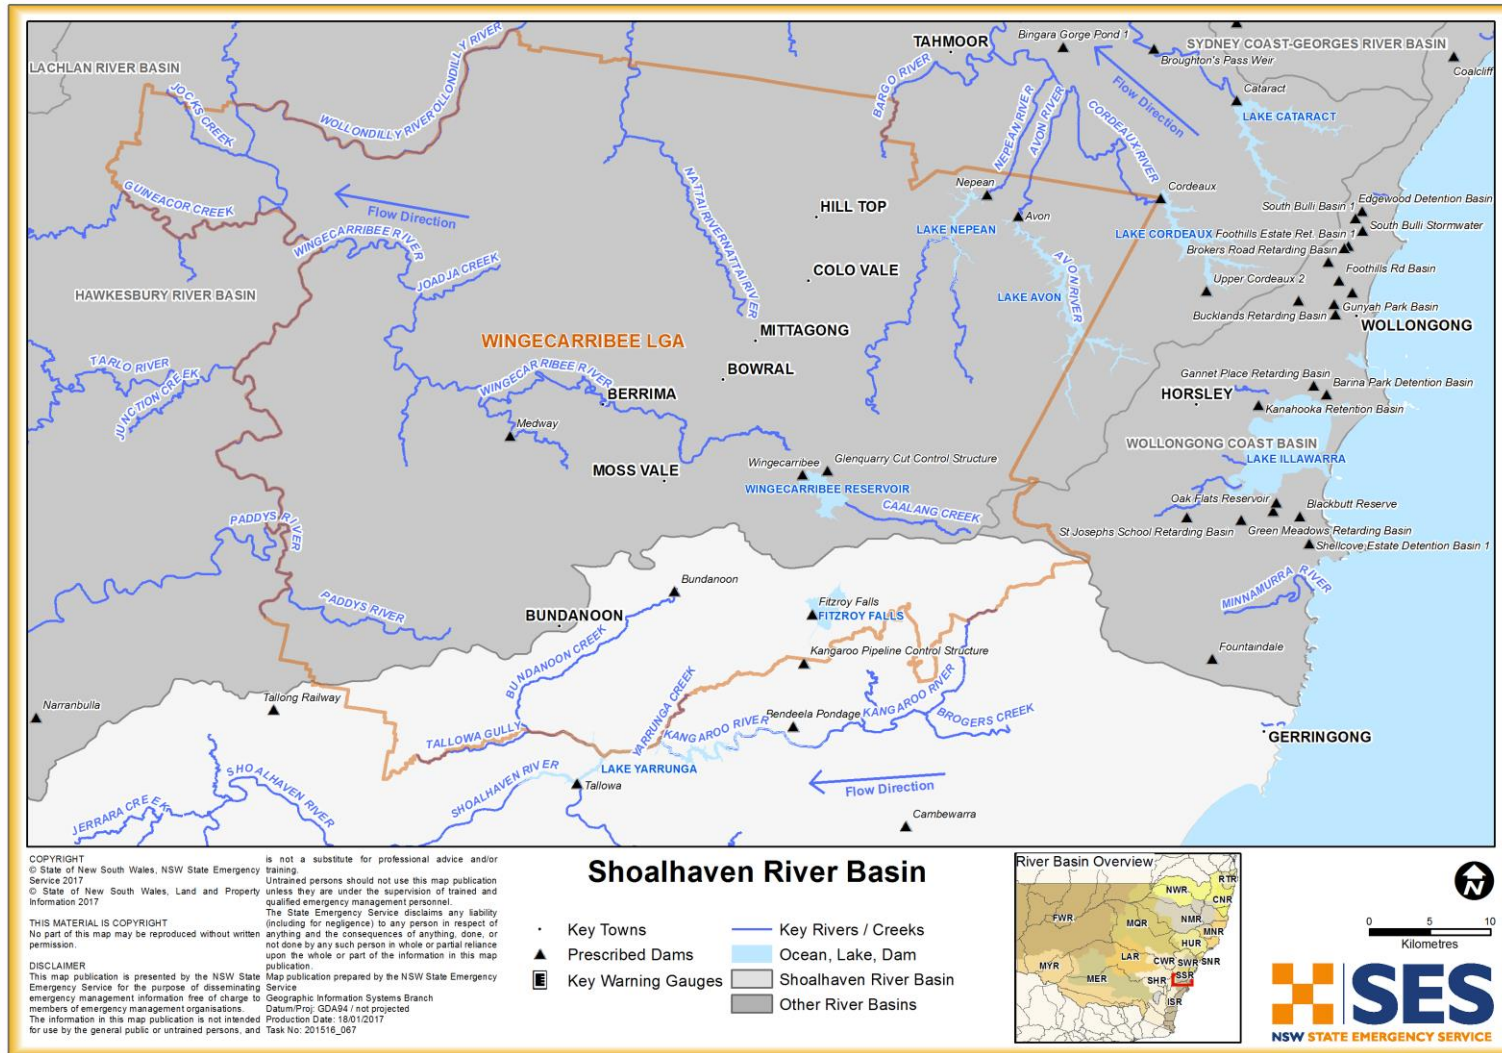 LACHLAN RIVER BASIN
JOCKS CREEK
WOLLONDILLY RIVER
WOLLONDILLY RIVER
TAHMOOR
BARGO RIVER
Bingara Gorge Pond 1
SYDNEY COAST-GEORGES RIVER BASIN
Broughton's Pass Weir
Coalcliff
Cataract
LAKE CATARACT
Flow Direction
NEPEAN RIVER
AVON RIVER
CORDEAUX RIVER
GUINEACOR CREEK
Flow Direction
NATTAI RIVER
NATTAI RIVER
HILL TOP
Nepean
Avon
Cordeaux
Edgewood Detention Basin
South Bulli Basin 1
South Bulli Stormwater
LAKE NEPEAN
LAKE CORDEAUX
Foothills Estate Ret. Basin 1
Brokers Road Retarding Basin
WINGECARRIBEE RIVER
JOADJA CREEK
COLO VALE
AVON RIVER
Foothills Rd Basin
Upper Cordeaux 2
HAWKESBURY RIVER BASIN
LAKE AVON
Gunyah Park Basin
Bucklands Retarding Basin
WOLLONGONG
WINGECARRIBEE LGA
MITTAGONG
TARLO RIVER
JUNCTION CREEK
WINGECARRIBEE RIVER
BOWRAL
BERRIMA
Gannet Place Retarding Basin
Barina Park Detention Basin
HORSLEY
Kanahooka Retention Basin
Medway
WOLLONGONG COAST BASIN
LAKE ILLAWARRA
MOSS VALE
Wingecarribee
Glenquarry Cut Control Structure
WINGECARRIBEE RESERVOIR
CAALANG CREEK
Oak Flats Reservoir
Blackbutt Reserve
St Josephs School Retarding Basin
Green Meadows Retarding Basin
Shellcove Estate Detention Basin 1
PADDYS RIVER
MINNAMURRA RIVER
PADDYS RIVER
BUNDANOON
Bundanoon
BUNDANOON CREEK
Fitzroy Falls
FITZROY FALLS
Kangaroo Pipeline Control Structure
Fountaindale
Narranbulla
Tallong Railway
YARRUNGA CREEK
Bendeela Pondage
KANGAROO RIVER
KANGAROO RIVER
BROGERS CREEK
GERRINGONG
TALLOWA GULLY
LAKE YARRUNGA
Tallowa
SHOALHAVEN RIVER
SHOALHAVEN RIVER
JERRARA CREEK
Flow Direction
Cambewarra
COPYRIGHT
© State of New South Wales, NSW State Emergency
Service 2017
© State of New South Wales, Land and Property
Information 2017
THIS MATERIAL IS COPYRIGHT
No part of this map may be reproduced without written
permission.
DISCLAIMER
This map publication is presented by the NSW State
Emergency Service for the purpose of disseminating
emergency management information free of charge to
members of emergency management organisations.
The information in this map publication is not intended
for use by the general public or untrained persons, and
is not a substitute for professional advice and/or
training.
Untrained persons should not use this map publication
unless they are under the supervision of trained and
qualified emergency management personnel.
The State Emergency Service disclaims any liability
(including for negligence) to any person in respect of
anything and the consequences of anything, done, or
not done by any such person in whole or partial reliance
upon the whole or part of the information in this map
publication.
Map publication prepared by the NSW State Emergency
Service
Geographic Information Systems Branch
Datum/Proj: GDA94 / not projected
Production Date: 18/01/2017
Task No: 201516_067
Shoalhaven River Basin
Key Towns
Prescribed Dams
Key Warning Gauges
Key Rivers / Creeks
Ocean, Lake, Dam
Shoalhaven River Basin
Other River Basins
River Basin Overview
RTR
NWR
CNR
FWR
MQR
NMR
MNR
HUR
LAR
CWR
SWR
SNR
MYR
MER
SHR
SSR
ISR
N
0 5 10
Kilometres
SES
NSW STATE EMERGENCY SERVICE